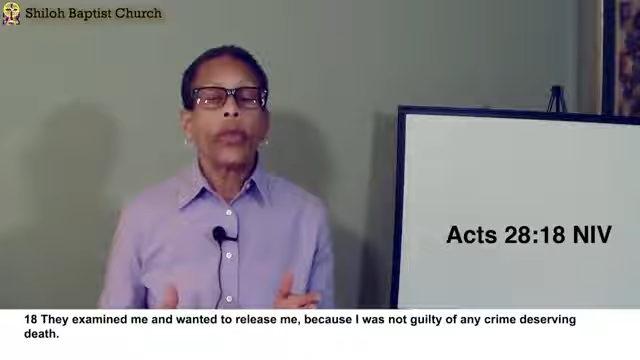 Shiloh Baptist Church
Acts 28:18 NIV
18 They examined me and wanted to release me, because I was not guilty of any crime deserving
death.